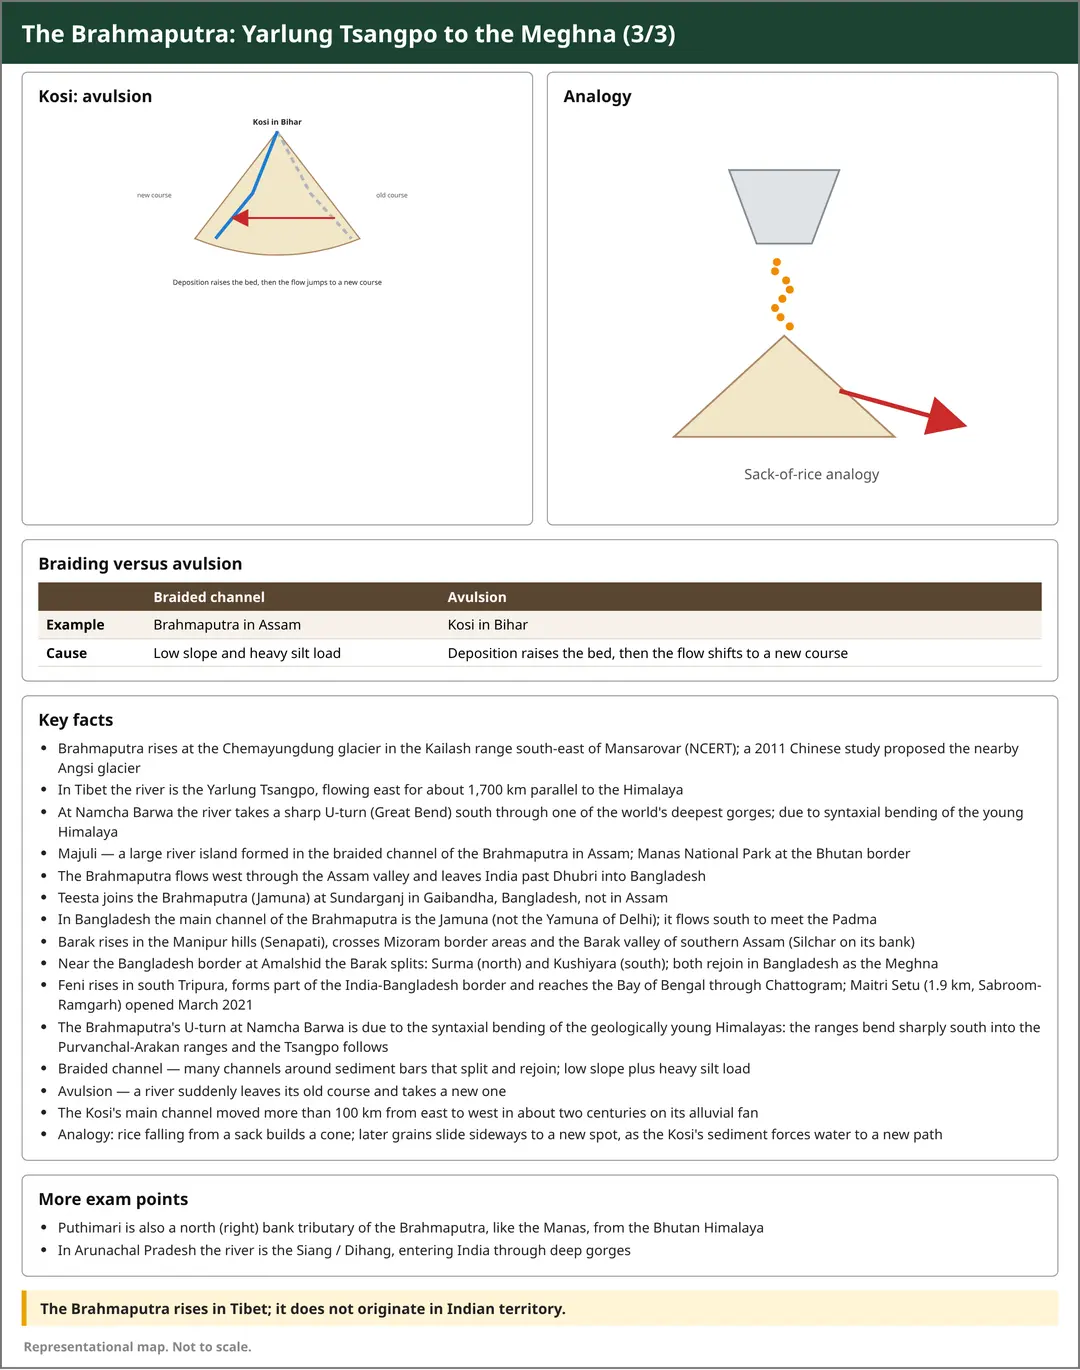 The Brahmaputra: Yarlung Tsangpo to the Meghna (3/3)
Kosi: avulsion
Kosi in Bihar
new course
old course
Deposition raises the bed, then the flow jumps to a new course
Analogy
Sack-of-rice analogy
Braiding versus avulsion
Braided channel Avulsion
Example Brahmaputra in Assam Kosi in Bihar
Cause Low slope and heavy silt load Deposition raises the bed, then the flow shifts to a new course
Key facts
• Brahmaputra rises at the Chemayungdung glacier in the Kailash range south-east of Mansarovar (NCERT); a 2011 Chinese study proposed the nearby
Angsi glacier
• In Tibet the river is the Yarlung Tsangpo, flowing east for about 1,700 km parallel to the Himalaya
• At Namcha Barwa the river takes a sharp U-turn (Great Bend) south through one of the world's deepest gorges; due to syntaxial bending of the young
Himalaya
• Majuli — a large river island formed in the braided channel of the Brahmaputra in Assam; Manas National Park at the Bhutan border
• The Brahmaputra flows west through the Assam valley and leaves India past Dhubri into Bangladesh
• Teesta joins the Brahmaputra (Jamuna) at Sundarganj in Gaibandha, Bangladesh, not in Assam
• In Bangladesh the main channel of the Brahmaputra is the Jamuna (not the Yamuna of Delhi); it flows south to meet the Padma
• Barak rises in the Manipur hills (Senapati), crosses Mizoram border areas and the Barak valley of southern Assam (Silchar on its bank)
• Near the Bangladesh border at Amalshid the Barak splits: Surma (north) and Kushiyara (south); both rejoin in Bangladesh as the Meghna
• Feni rises in south Tripura, forms part of the India-Bangladesh border and reaches the Bay of Bengal through Chattogram; Maitri Setu (1.9 km, Sabroom-
Ramgarh) opened March 2021
• The Brahmaputra's U-turn at Namcha Barwa is due to the syntaxial bending of the geologically young Himalayas: the ranges bend sharply south into the
Purvanchal-Arakan ranges and the Tsangpo follows
• Braided channel — many channels around sediment bars that split and rejoin; low slope plus heavy silt load
• Avulsion — a river suddenly leaves its old course and takes a new one
• The Kosi's main channel moved more than 100 km from east to west in about two centuries on its alluvial fan
• Analogy: rice falling from a sack builds a cone; later grains slide sideways to a new spot, as the Kosi's sediment forces water to a new path
More exam points
• Puthimari is also a north (right) bank tributary of the Brahmaputra, like the Manas, from the Bhutan Himalaya
• In Arunachal Pradesh the river is the Siang / Dihang, entering India through deep gorges
The Brahmaputra rises in Tibet; it does not originate in Indian territory.
Representational map. Not to scale.